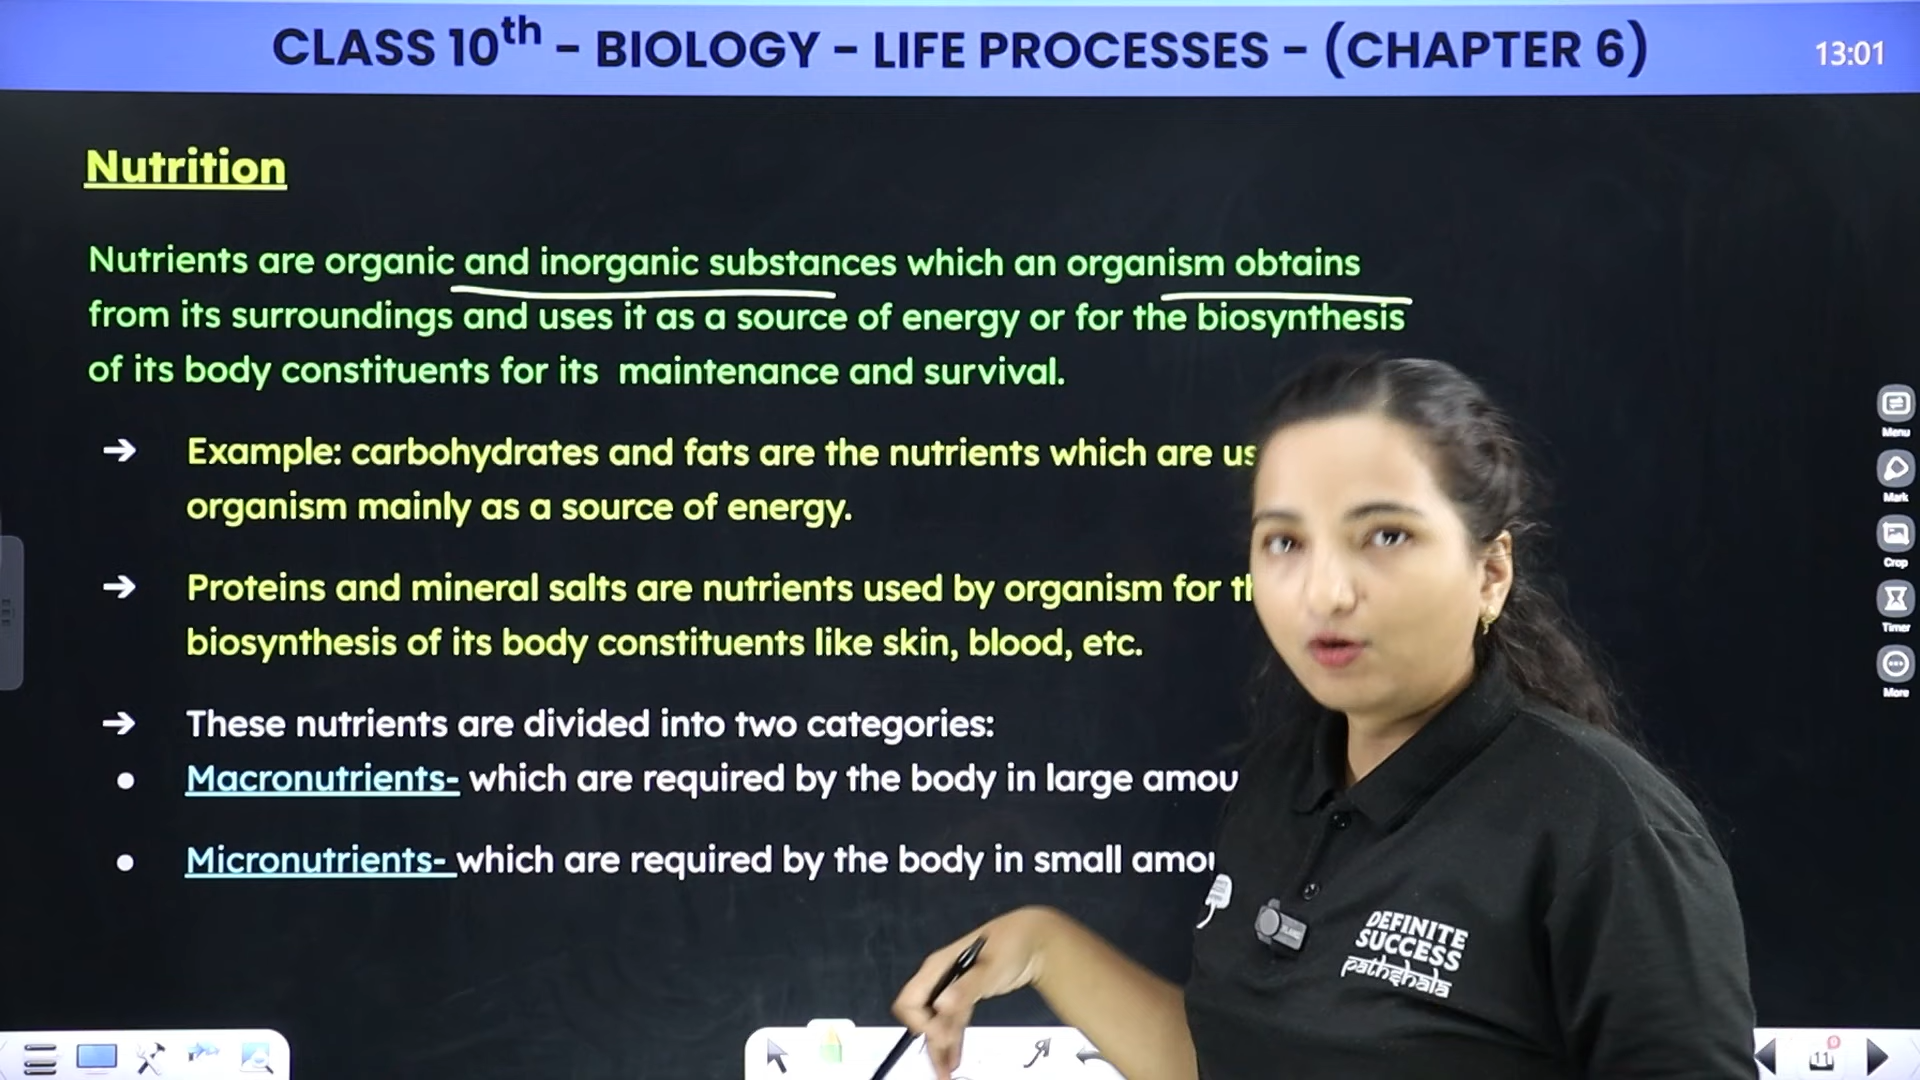 CLASS 10th - BIOLOGY - LIFE PROCESSES - (CHAPTER 6)
13:01
Nutrition
Nutrients are organic and inorganic substances which an organism obtains
from its surroundings and uses it as a source of energy or for the biosynthesis
of its body constituents for its maintenance and survival.
→ Example: carbohydrates and fats are the nutrients which are
organism mainly as a source of energy.
→ Proteins and mineral salts are nutrients used by organism for
biosynthesis of its body constituents like skin, blood, etc.
→ These nutrients are divided into two categories:
● Macronutrients- which are required by the body in large
● Micronutrients- which are required by the body in small
Menu
Mark
Crop
Timer
More
DEFINITE
SUCCESS
pathshala
11